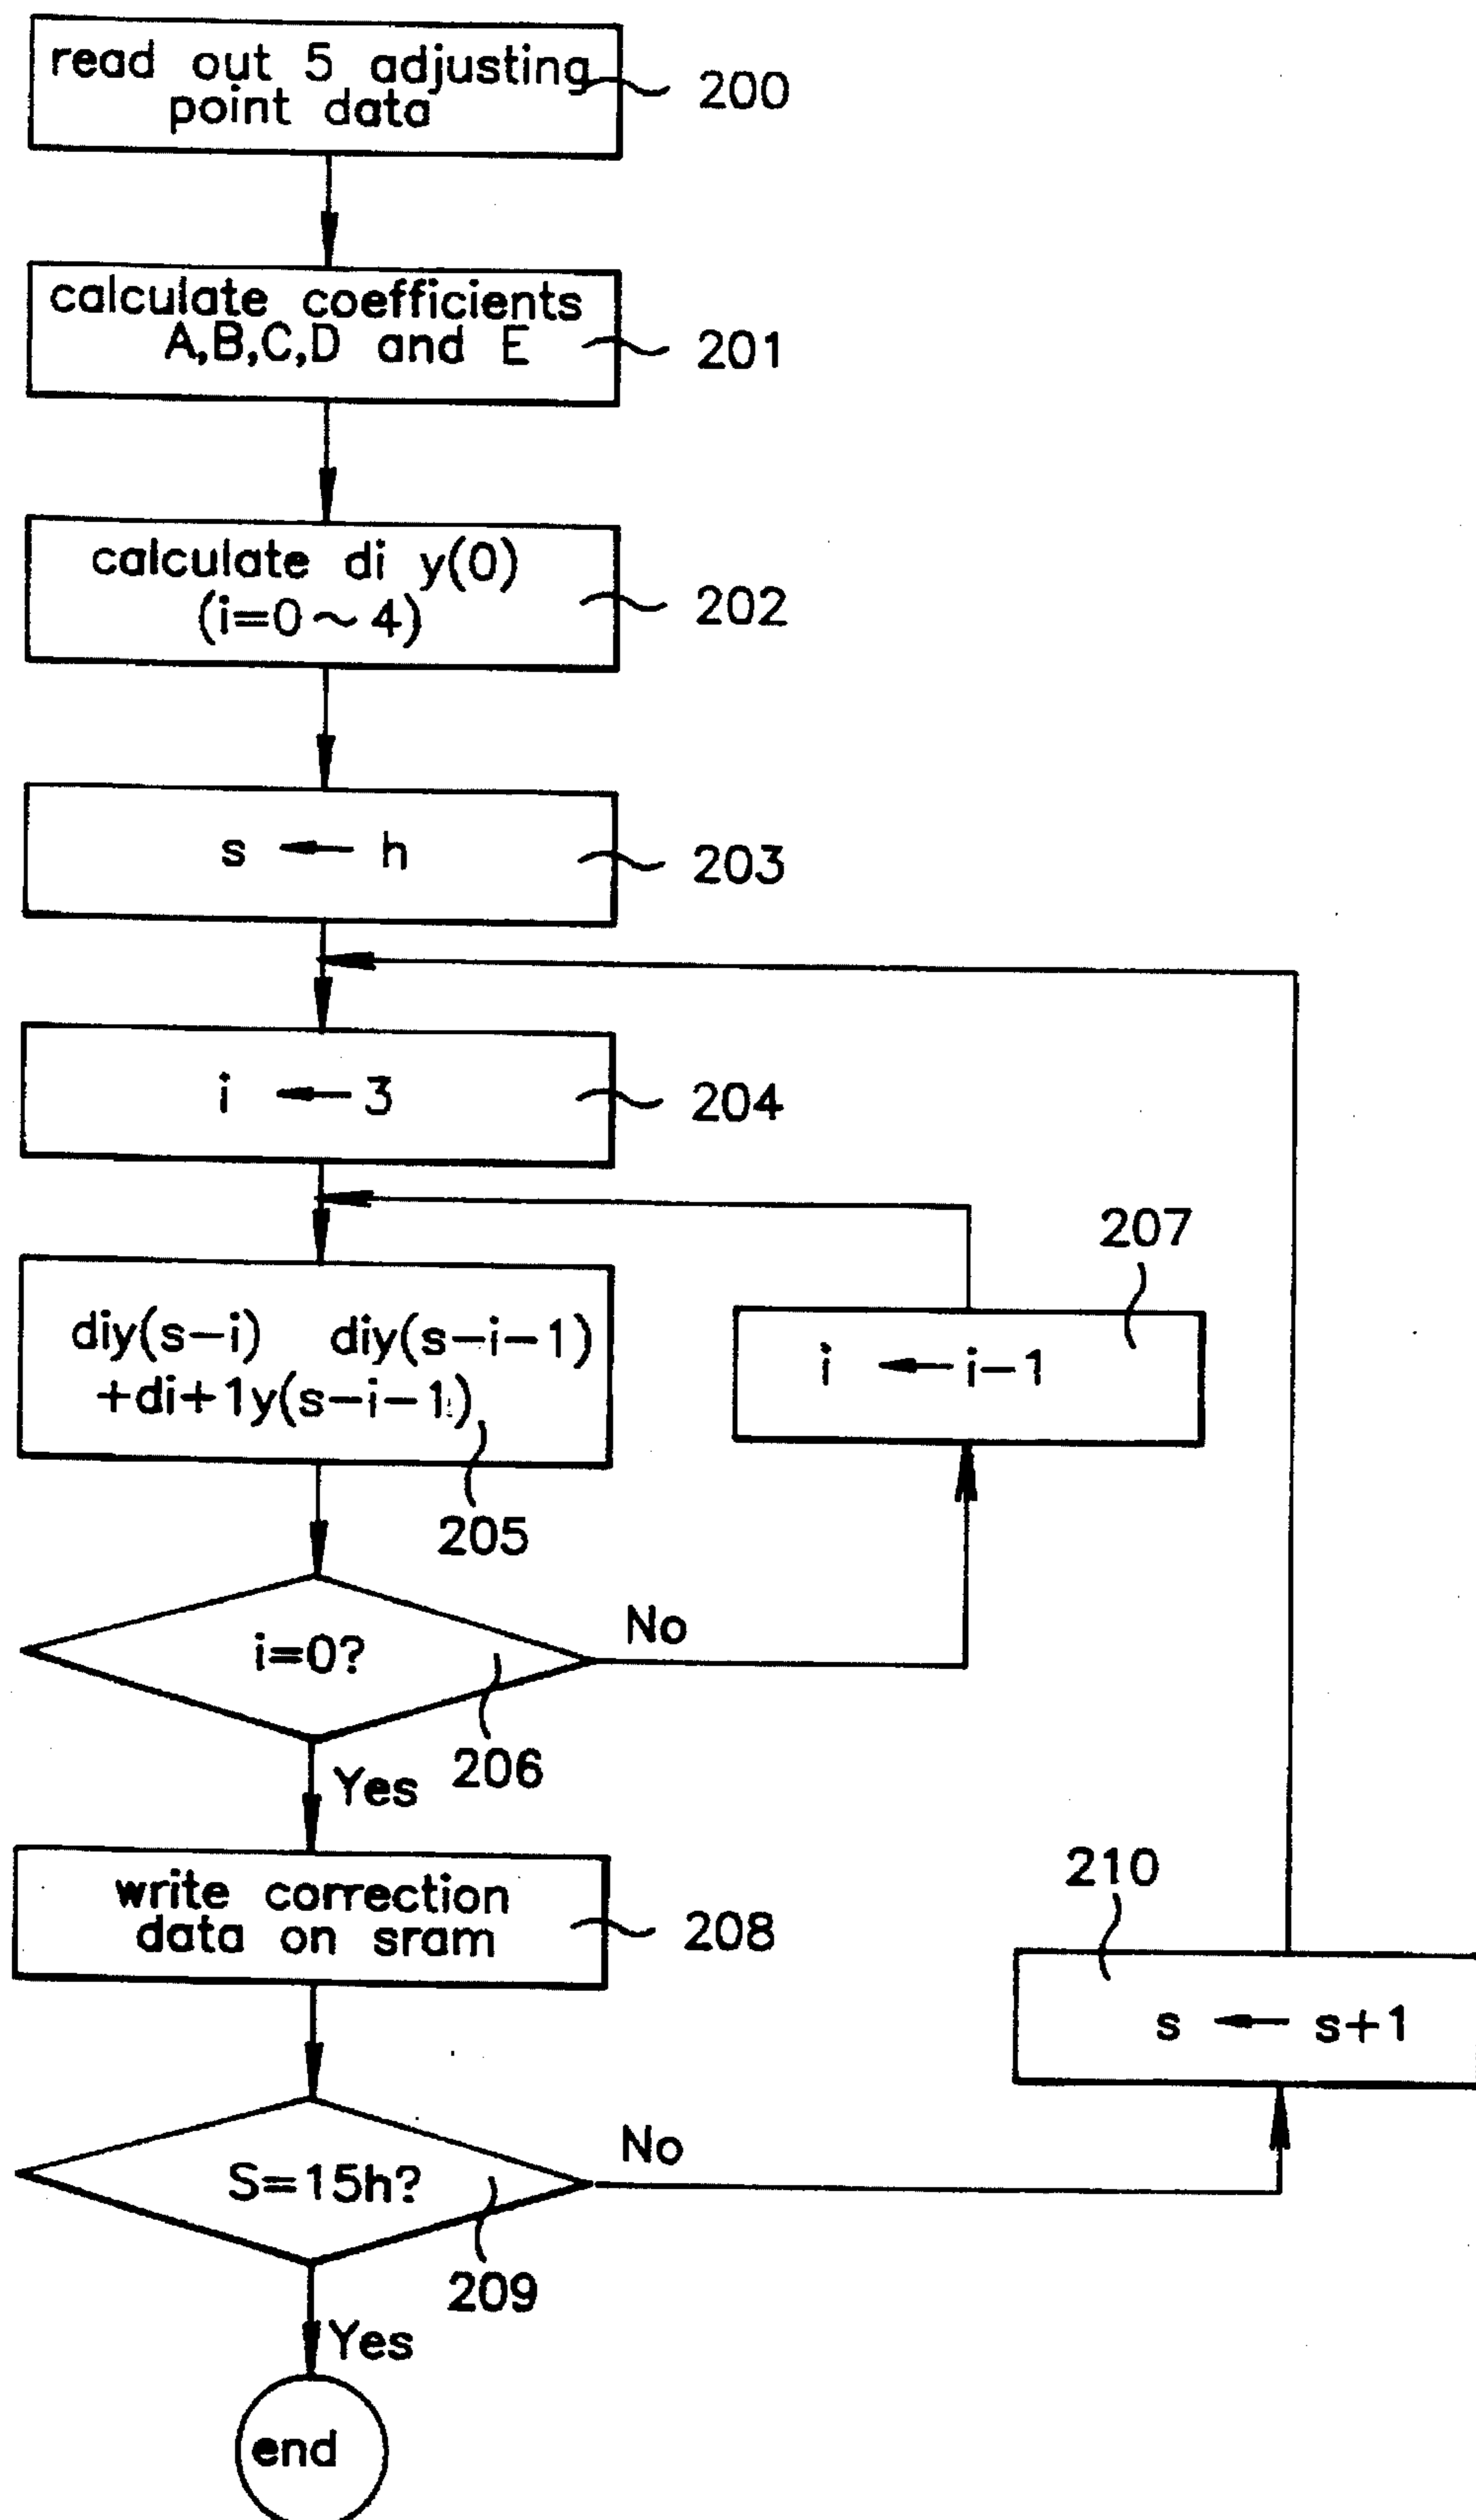 read out 5 adjusting
point data
200
calculate coefficients
A,B,C,D and E
201
calculate di y(0)
(i=0~4)
202
s ← h
203
i ← 3
204
diy(s-i) diy(s-i-1)
+di+1y(s-i-1)
205
207
i ← i-1
i=0?
No
206
Yes
write correction
data on sram
208
210
s ← s+1
S=15h?
No
209
Yes
end